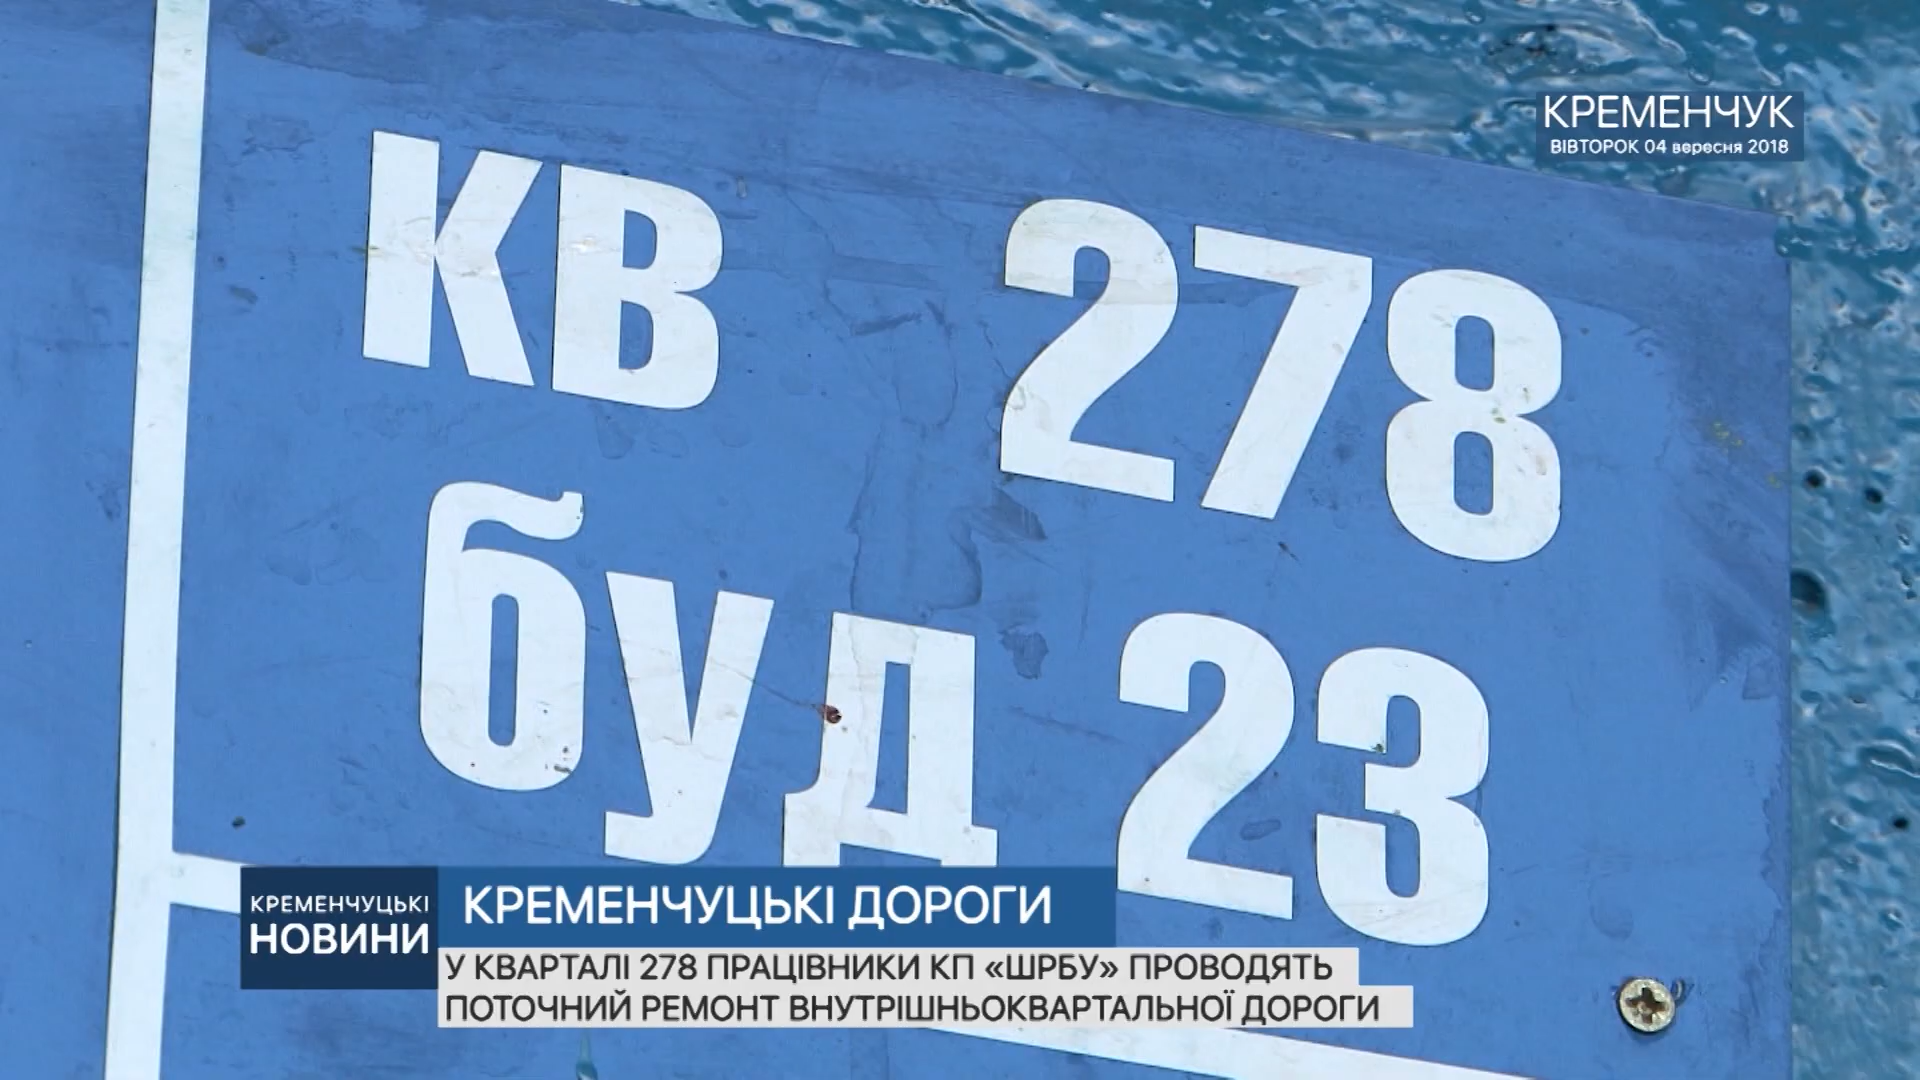 КРЕМЕНЧУК
ВІВТОРОК 04 вересня 2018
КВ 278
буд 23
КРЕМЕНЧУЦЬКІ
НОВИНИ
КРЕМЕНЧУЦЬКІ ДОРОГИ
У КВАРТАЛІ 278 ПРАЦІВНИКИ КП «ШРБУ» ПРОВОДЯТЬ
ПОТОЧНИЙ РЕМОНТ ВНУТРІШНЬОКВАРТАЛЬНОЇ ДОРОГИ